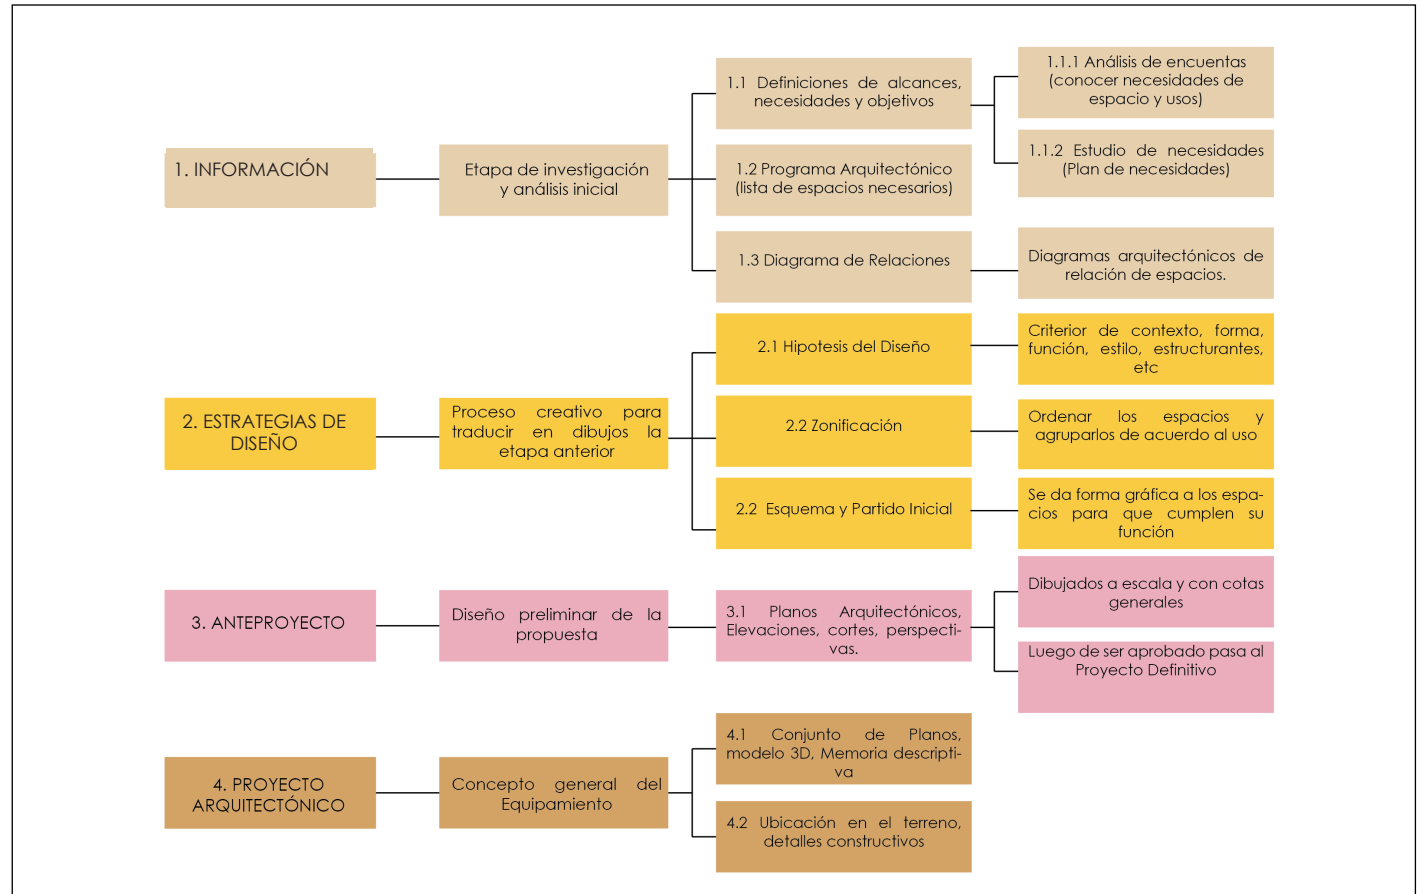 1. INFORMACIÓN
Etapa de investigación
y análisis inicial
1.1 Definiciones de alcances,
necesidades y objetivos
1.1.1 Análisis de encuentas
(conocer necesidades de
espacio y usos)
1.1.2 Estudio de necesidades
(Plan de necesidades)
1.2 Programa Arquitectónico
(lista de espacios necesarios)
1.3 Diagrama de Relaciones
Diagramas arquitectónicos de
relación de espacios.
2. ESTRATEGIAS DE
DISEÑO
Proceso creativo para
traducir en dibujos la
etapa anterior
2.1 Hipotesis del Diseño
Criterior de contexto, forma,
función, estilo, estructurantes,
etc
2.2 Zonificación
Ordenar los espacios y
agruparlos de acuerdo al uso
2.2 Esquema y Partido Inicial
Se da forma gráfica a los espa-
cios para que cumplen su
función
3. ANTEPROYECTO
Diseño preliminar de la
propuesta
3.1 Planos Arquitectónicos,
Elevaciones, cortes, perspecti-
vas.
Dibujados a escala y con cotas
generales
Luego de ser aprobado pasa al
Proyecto Definitivo
4. PROYECTO
ARQUITECTÓNICO
Concepto general del
Equipamiento
4.1 Conjunto de Planos,
modelo 3D, Memoria descripti-
va
4.2 Ubicación en el terreno,
detalles constructivos